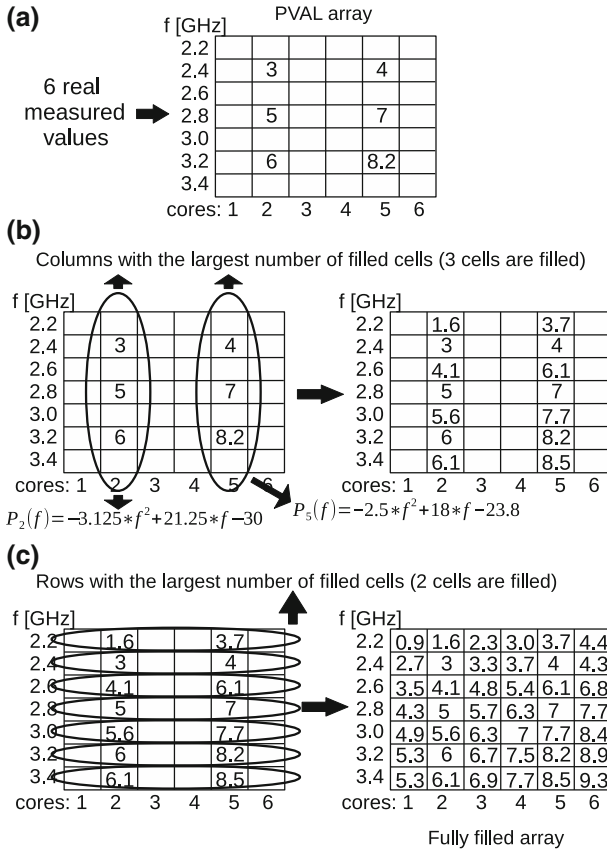 (a)
PVAL array
f [GHz]
2.2
2.4 3 4
2.6
2.8 5 7
3.0
3.2 6 8.2
3.4
cores: 1 2 3 4 5 6
6 real
measured
values
(b)
Columns with the largest number of filled cells (3 cells are filled)
f [GHz]
2.2
2.4 3 4
2.6
2.8 5 7
3.0
3.2 6 8.2
3.4
cores: 1 2 3 4 5 6
P₂(f)=−3.125∗f²+21.25∗f−30
f [GHz]
2.2 1.6 3.7
2.4 3 4
2.6 4.1 6.1
2.8 5 7
3.0 5.6 7.7
3.2 6 8.2
3.4 6.1 8.5
cores: 1 2 3 4 5 6
P₅(f)=−2.5∗f²+18∗f−23.8
(c)
Rows with the largest number of filled cells (2 cells are filled)
f [GHz]
2.2 1.6 3.7
2.4 3 4
2.6 4.1 6.1
2.8 5 7
3.0 5.6 7.7
3.2 6 8.2
3.4 6.1 8.5
cores: 1 2 3 4 5 6
f [GHz]
2.2 0.9 1.6 2.3 3.0 3.7 4.4
2.4 2.7 3 3.3 3.7 4 4.3
2.6 3.5 4.1 4.8 5.4 6.1 6.8
2.8 4.3 5 5.7 6.3 7 7.7
3.0 4.9 5.6 6.3 7 7.7 8.4
3.2 5.3 6 6.7 7.5 8.2 8.9
3.4 5.3 6.1 6.9 7.7 8.5 9.3
cores: 1 2 3 4 5 6
Fully filled array